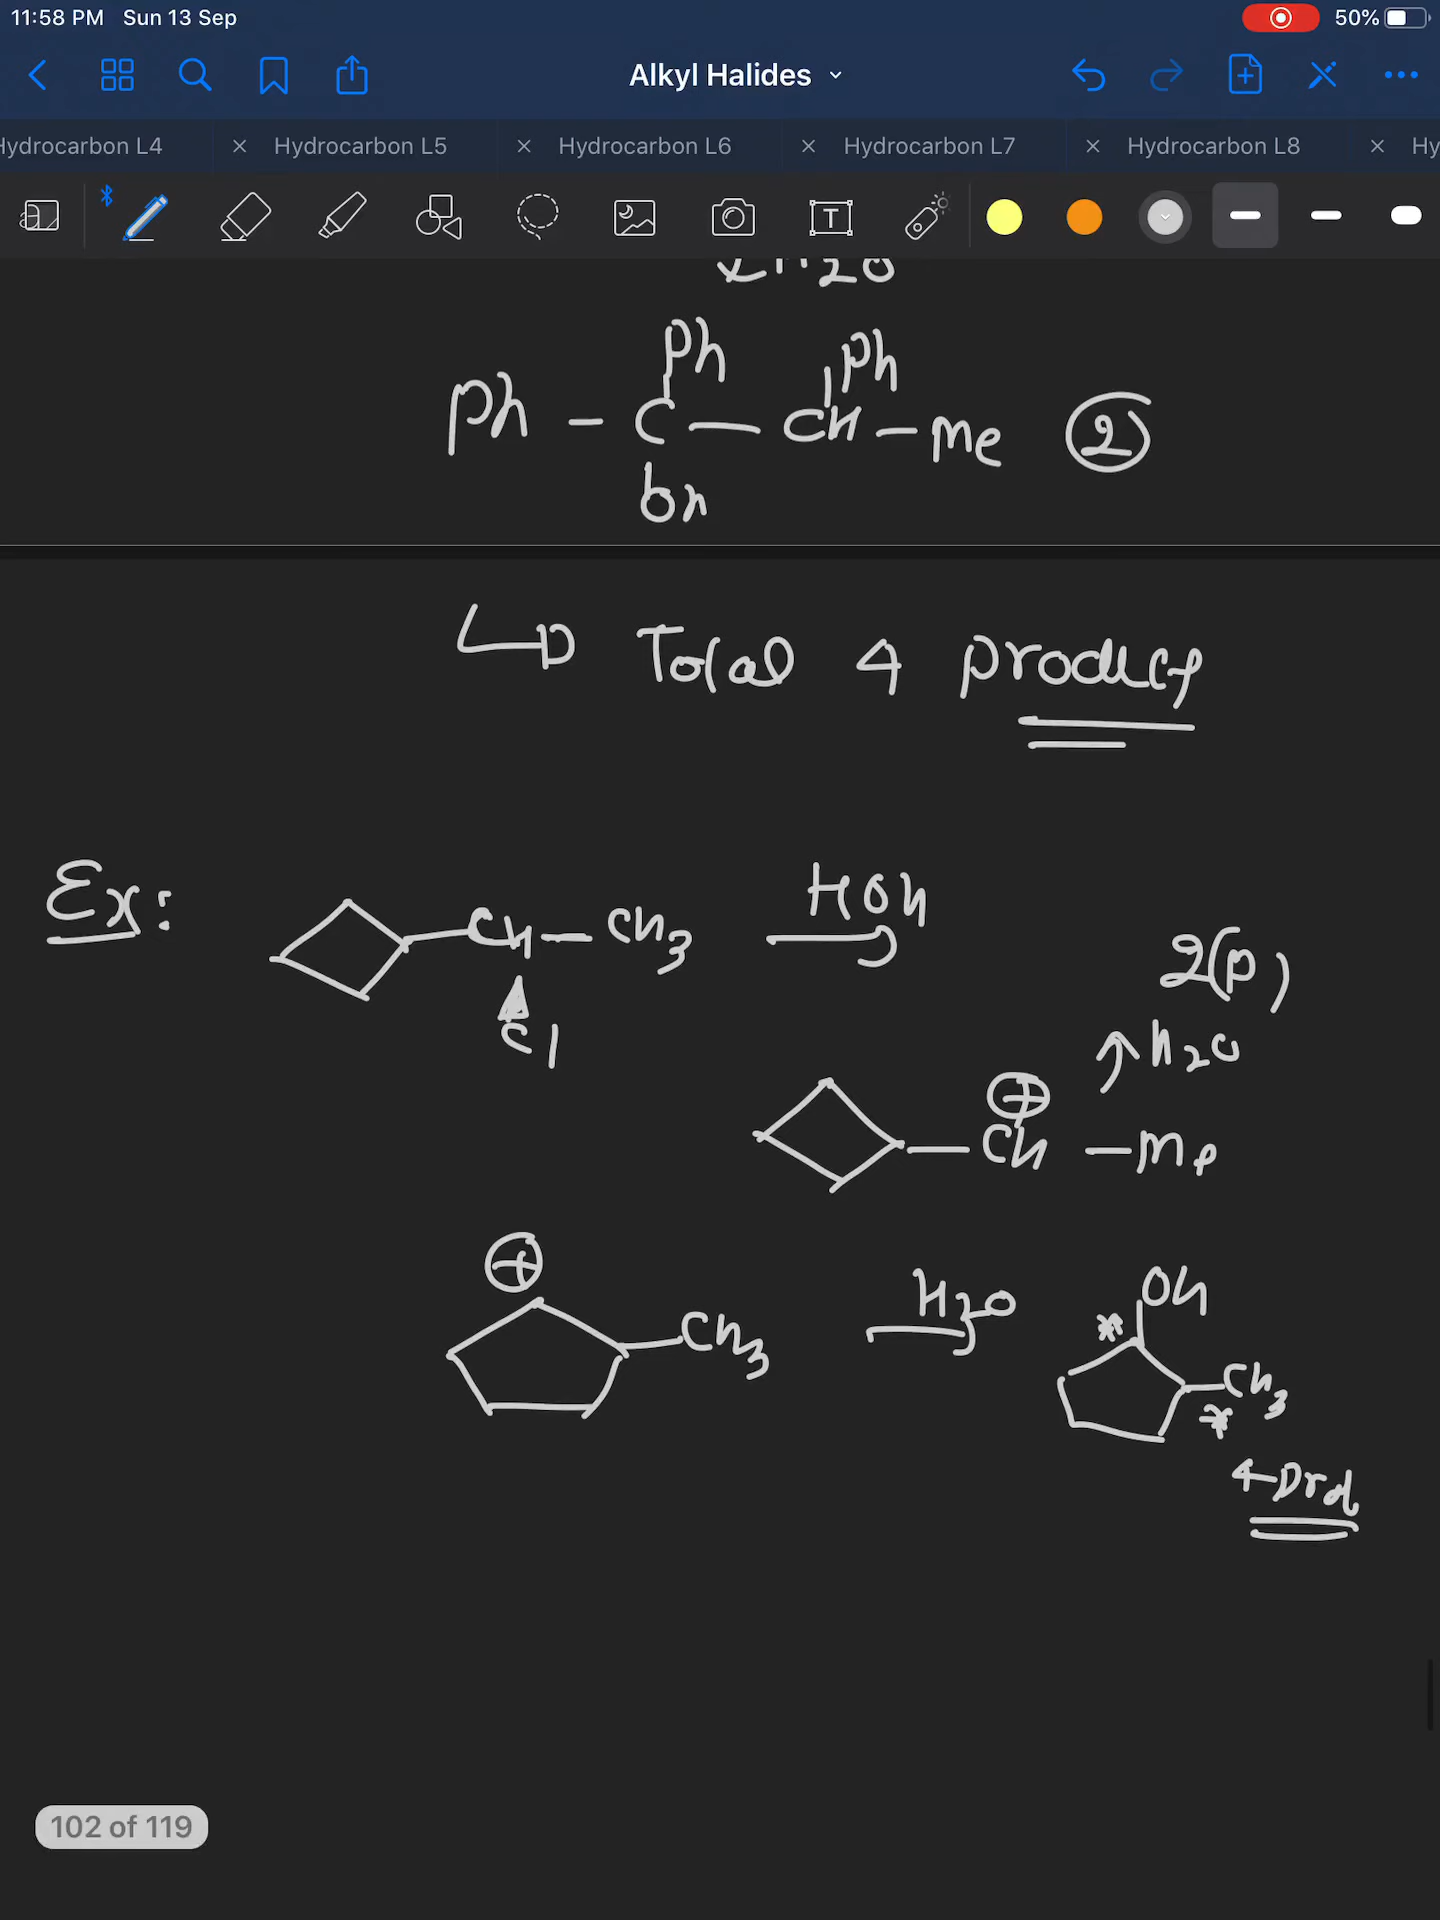 11:58 PM Sun 13 Sep 50%
Alkyl Halides
Hydrocarbon L4 × Hydrocarbon L5 × Hydrocarbon L6 × Hydrocarbon L7 × Hydrocarbon L8 × Hy
T
Ph Ph
Ph - C - CH - Me 2
OH
Total 4 product
Ex: CH - CH3 HOH
Cl
2(P)
H2O
⊕
CH - Me
⊕
CH3 H2O OH
* CH3
*
4 Prd
102 of 119